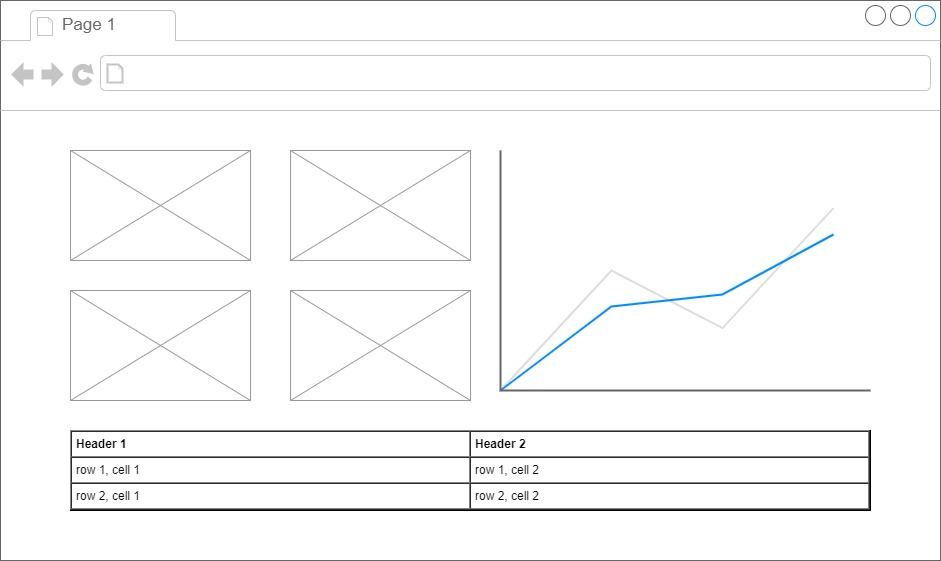 Page 1
Header 1 Header 2
row 1, cell 1 row 1, cell 2
row 2, cell 1 row 2, cell 2